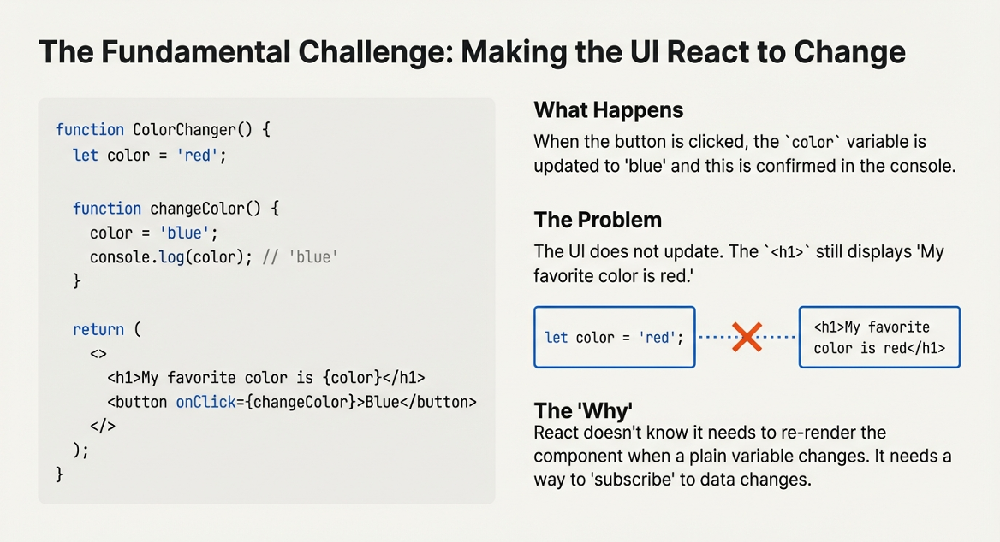 The Fundamental Challenge: Making the UI React to Change
function ColorChanger() {
let color = 'red';
function changeColor() {
color = 'blue';
console.log(color); // 'blue'
}
return (
<>
<h1>My favorite color is {color}</h1>
<button onClick={changeColor}>Blue</button>
</>
);
}
What Happens
When the button is clicked, the `color` variable is
updated to 'blue' and this is confirmed in the console.
The Problem
The UI does not update. The `<h1>` still displays 'My
favorite color is red.'
let color = 'red';
<h1>My favorite
color is red</h1>
The 'Why'
React doesn't know it needs to re-render the
component when a plain variable changes. It needs a
way to 'subscribe' to data changes.